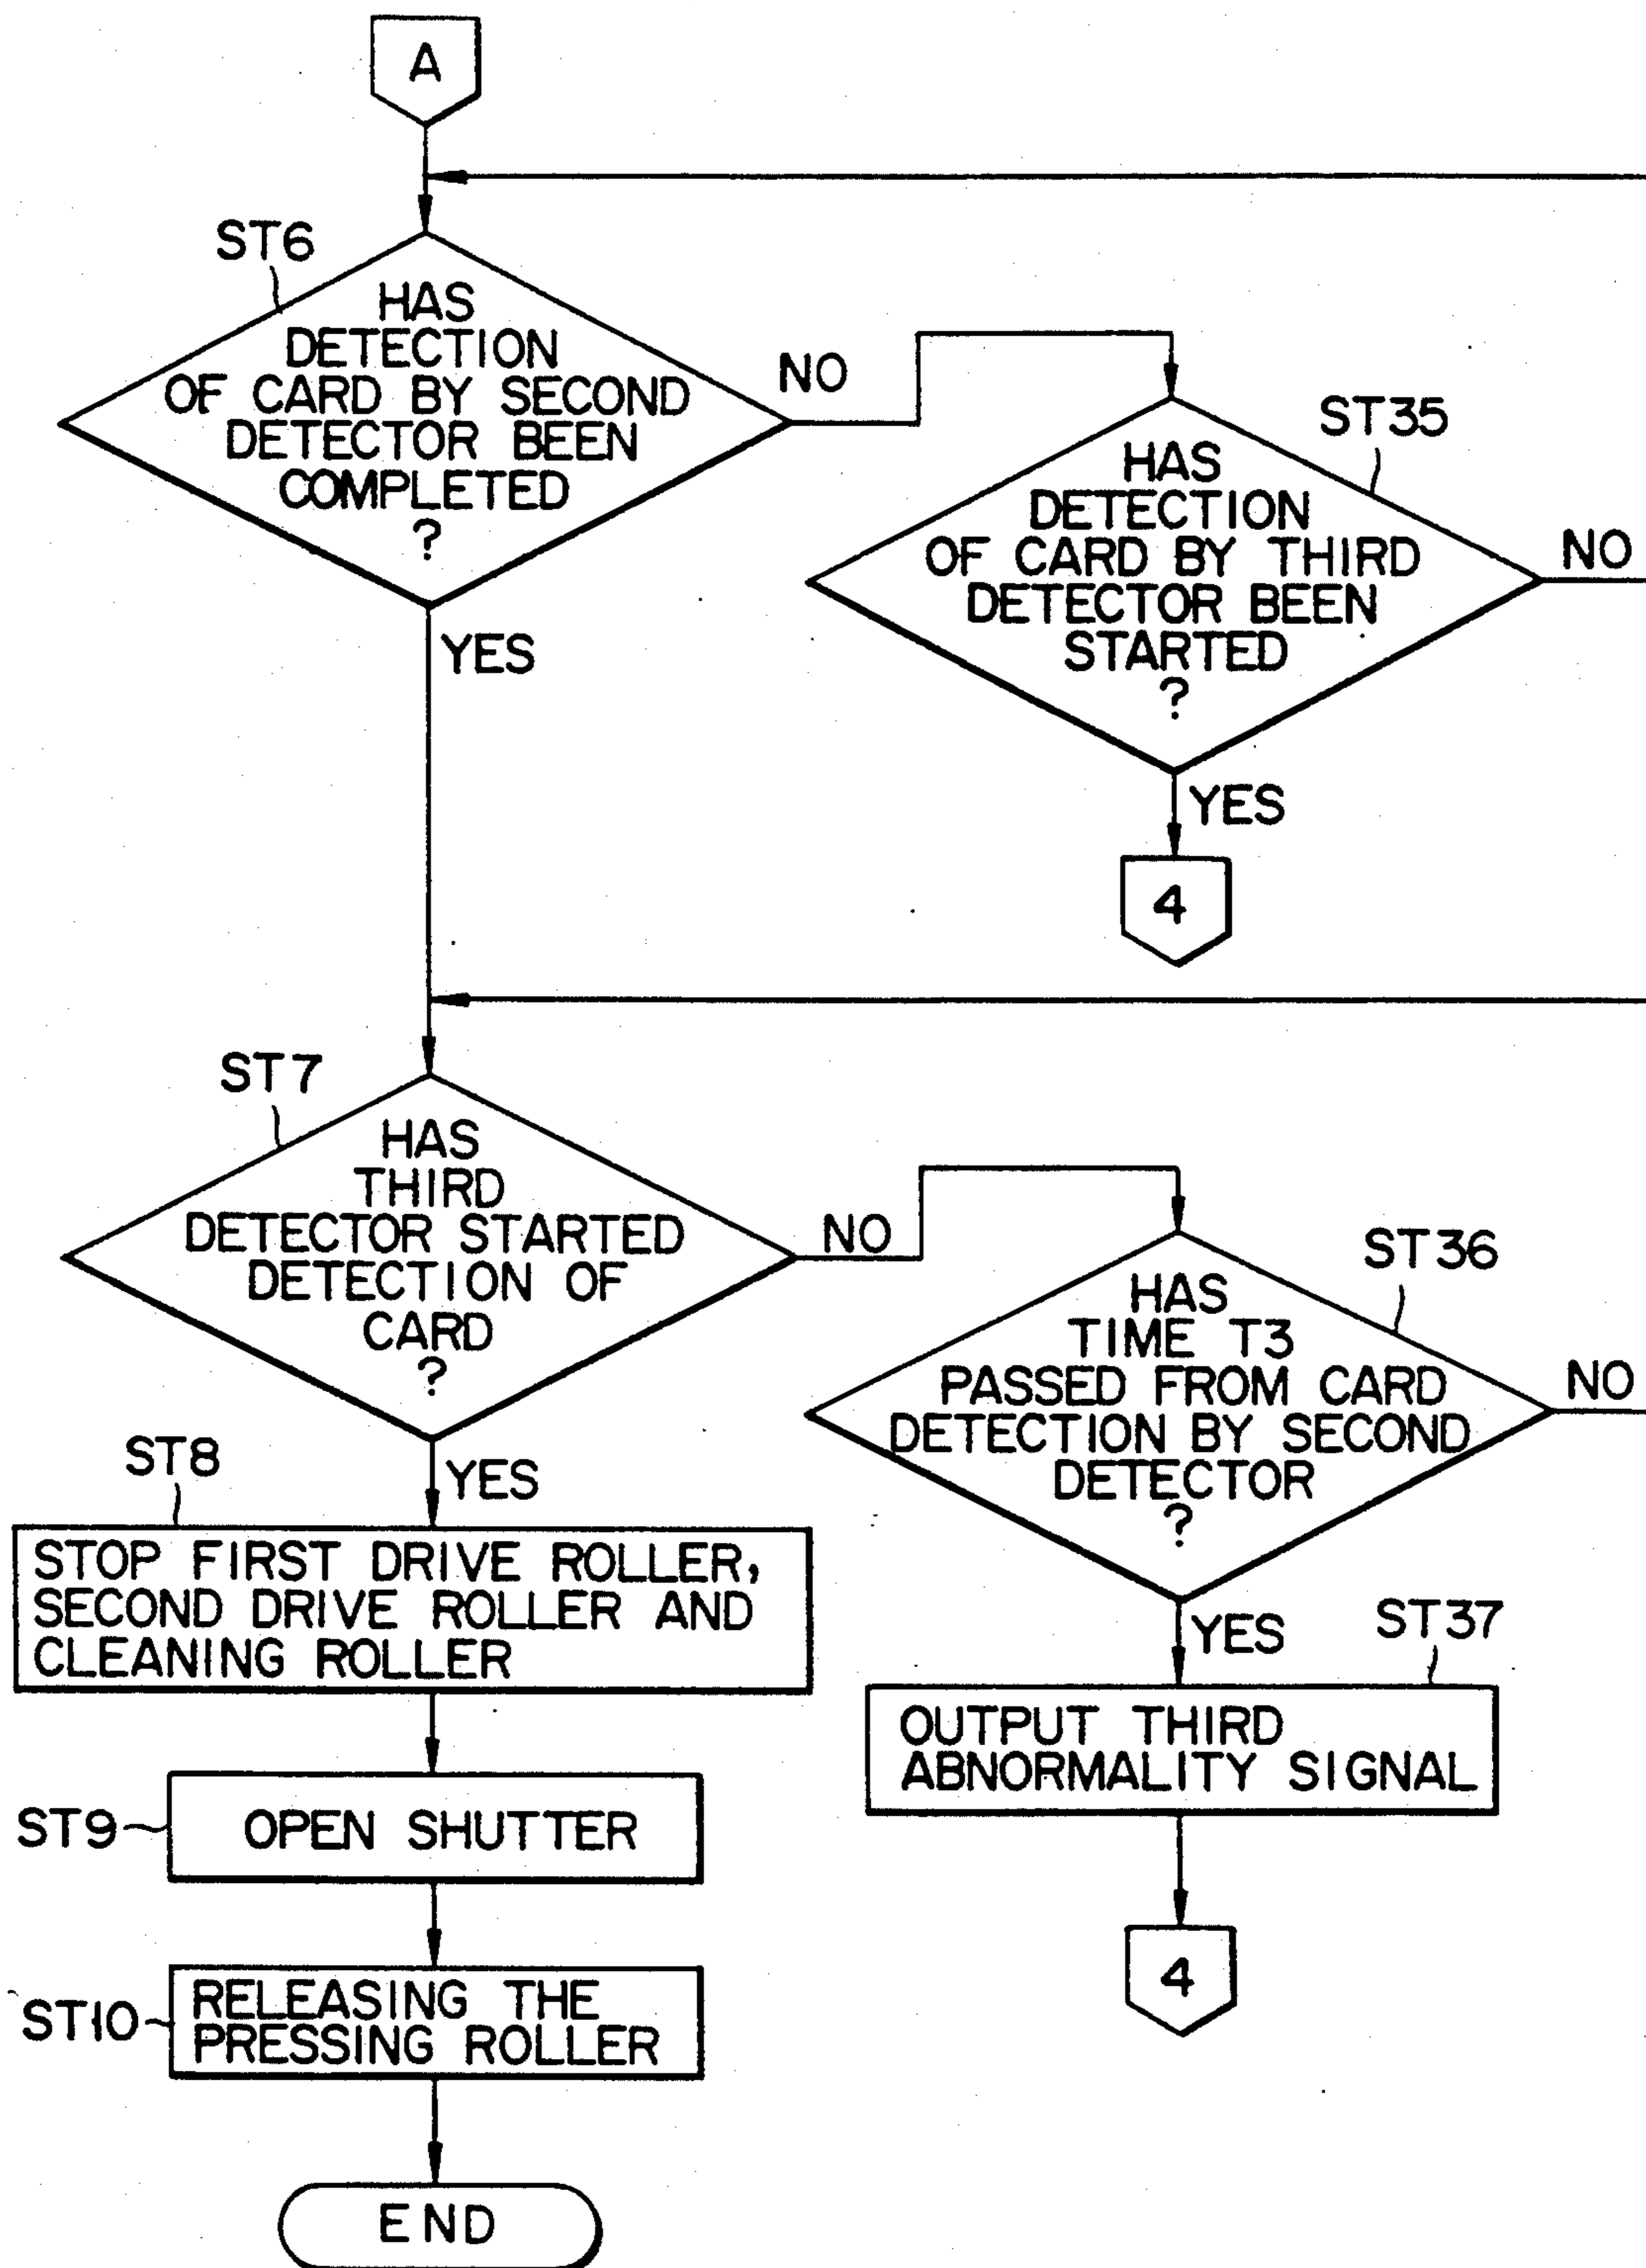 A
ST6
HAS
DETECTION
OF CARD BY SECOND
DETECTOR BEEN
COMPLETED
?
NO
YES
ST35
HAS
DETECTION
OF CARD BY THIRD
DETECTOR BEEN
STARTED
?
NO
YES
4
ST7
HAS
THIRD
DETECTOR STARTED
DETECTION OF
CARD
?
NO
YES
ST36
HAS
TIME T3
PASSED FROM CARD
DETECTION BY SECOND
DETECTOR
?
NO
YES
ST37
OUTPUT THIRD
ABNORMALITY SIGNAL
4
ST8
STOP FIRST DRIVE ROLLER,
SECOND DRIVE ROLLER AND
CLEANING ROLLER
ST9
OPEN SHUTTER
ST10
RELEASING THE
PRESSING ROLLER
END